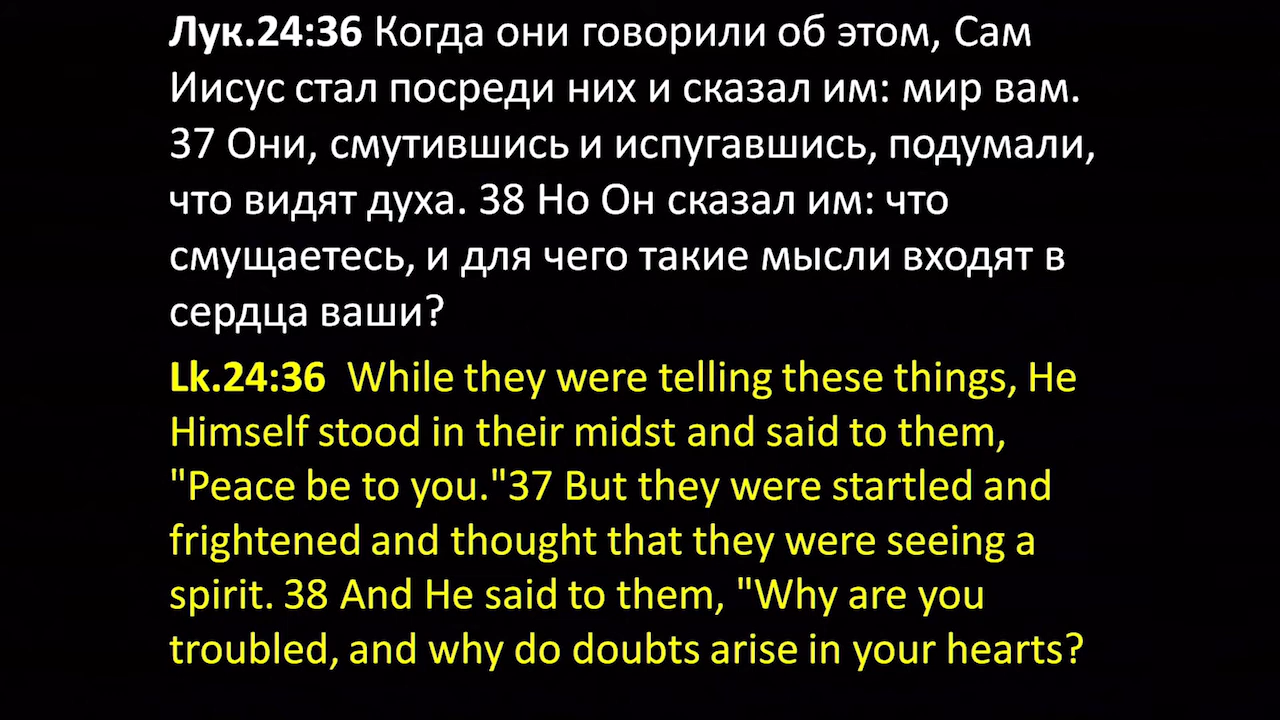 Лук.24:36 Когда они говорили об этом, Сам
Иисус стал посреди них и сказал им: мир вам.
37 Они, смутившись и испугавшись, подумали,
что видят духа. 38 Но Он сказал им: что
смущаетесь, и для чего такие мысли входят в
сердца ваши?
Lk.24:36 While they were telling these things, He
Himself stood in their midst and said to them,
"Peace be to you."37 But they were startled and
frightened and thought that they were seeing a
spirit. 38 And He said to them, "Why are you
troubled, and why do doubts arise in your hearts?